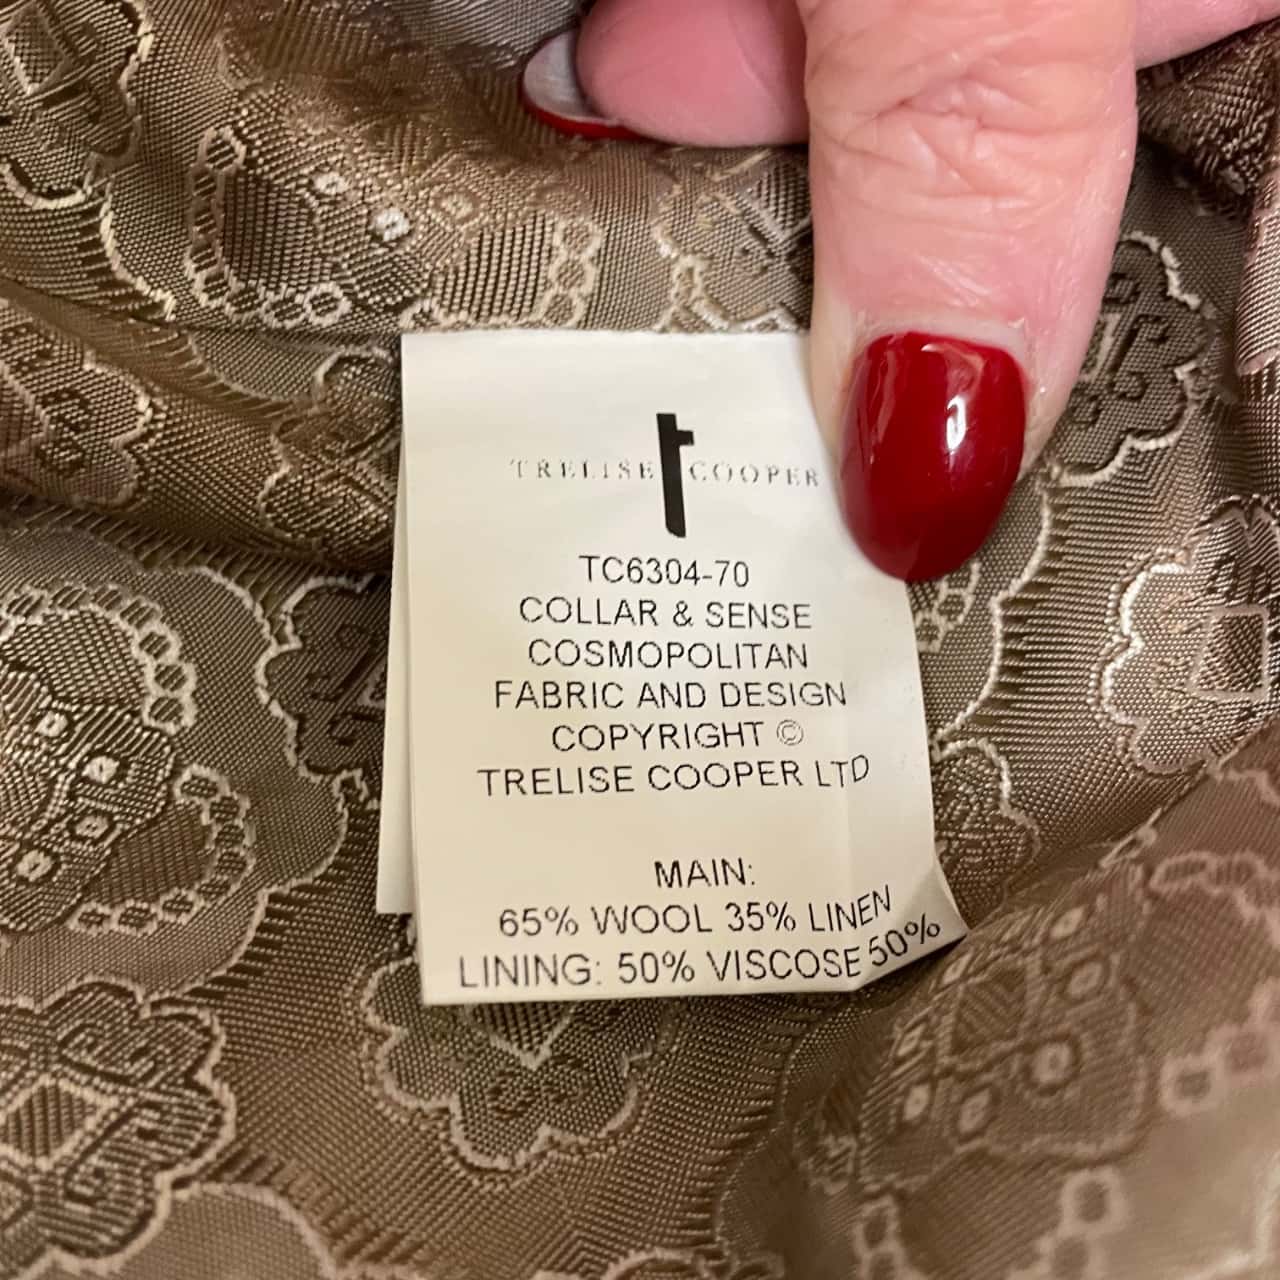 TRELISE COOPER
TC6304-70
COLLAR & SENSE
COSMOPOLITAN
FABRIC AND DESIGN
COPYRIGHT ©
TRELISE COOPER LTD
MAIN:
65% WOOL 35% LINEN
LINING: 50% VISCOSE 50%